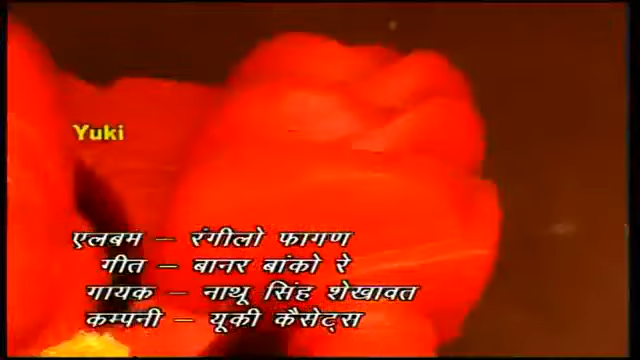 Yuki
एलबम – रंगीलो फागण
गीत – बानर बांको रे
गायक – नाथू सिंह शेखावत
कम्पनी – यूकी कैसेट्स